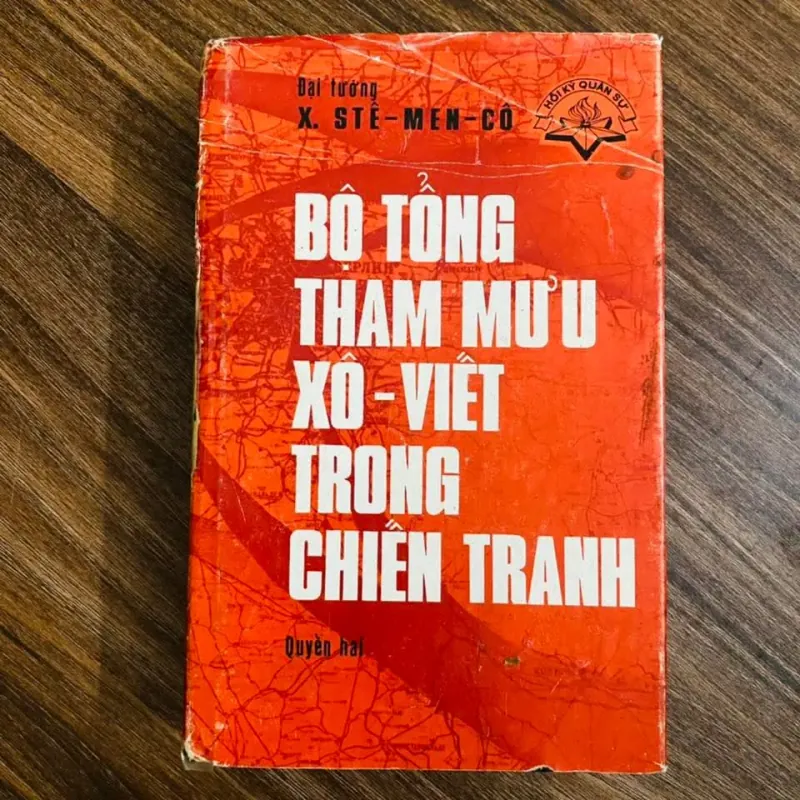 Đại tướng
X. STÊ-MEN-CÔ
HỒI KÝ QUÂN SỰ
BỘ TỔNG
THAM MƯU
XÔ-VIẾT
TRONG
CHIẾN TRANH
Quyền hai